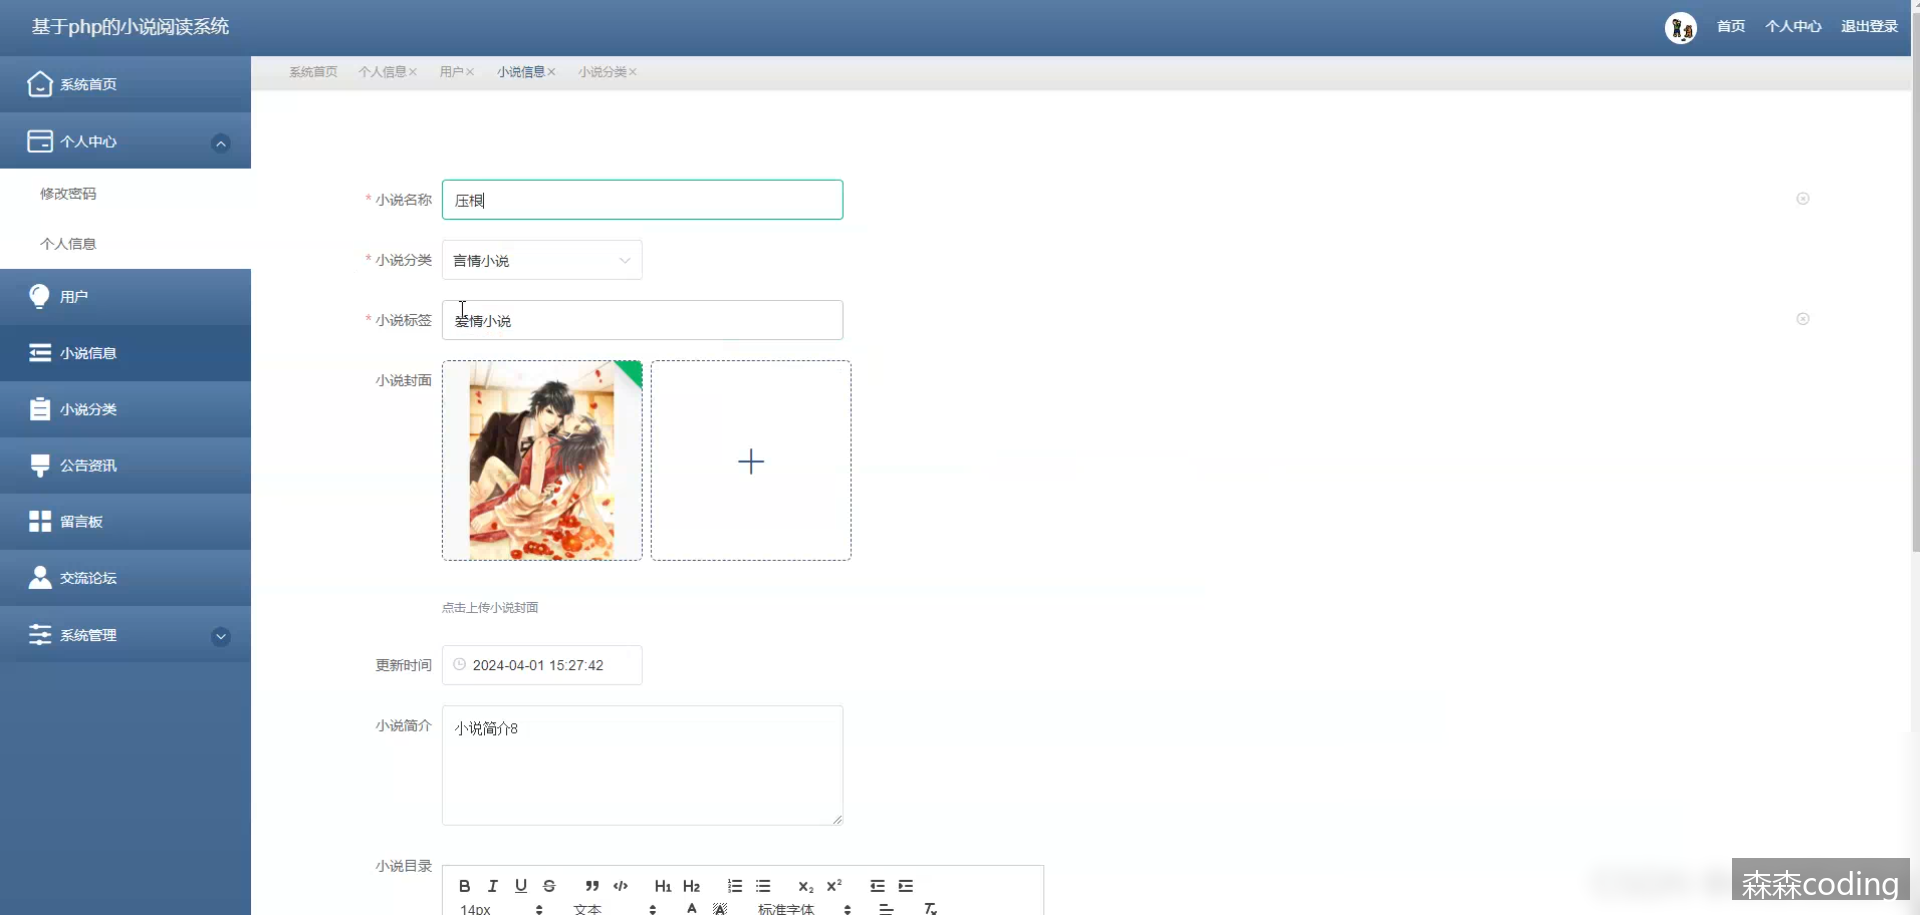 基于php的小说阅读系统
首页 个人中心 退出登录
系统首页 个人信息× 用户× 小说信息× 小说分类×
系统首页
个人中心
修改密码
个人信息
用户
小说信息
小说分类
公告资讯
留言板
交流论坛
系统管理
* 小说名称 压根
* 小说分类 言情小说
* 小说标签 爱情小说
小说封面
点击上传小说封面
更新时间 2024-04-01 15:27:42
小说简介 小说简介8
小说目录
B I U S ” </> H1 H2 x₂ x²
14px 文本 A A 标准字体 Tx
森森coding